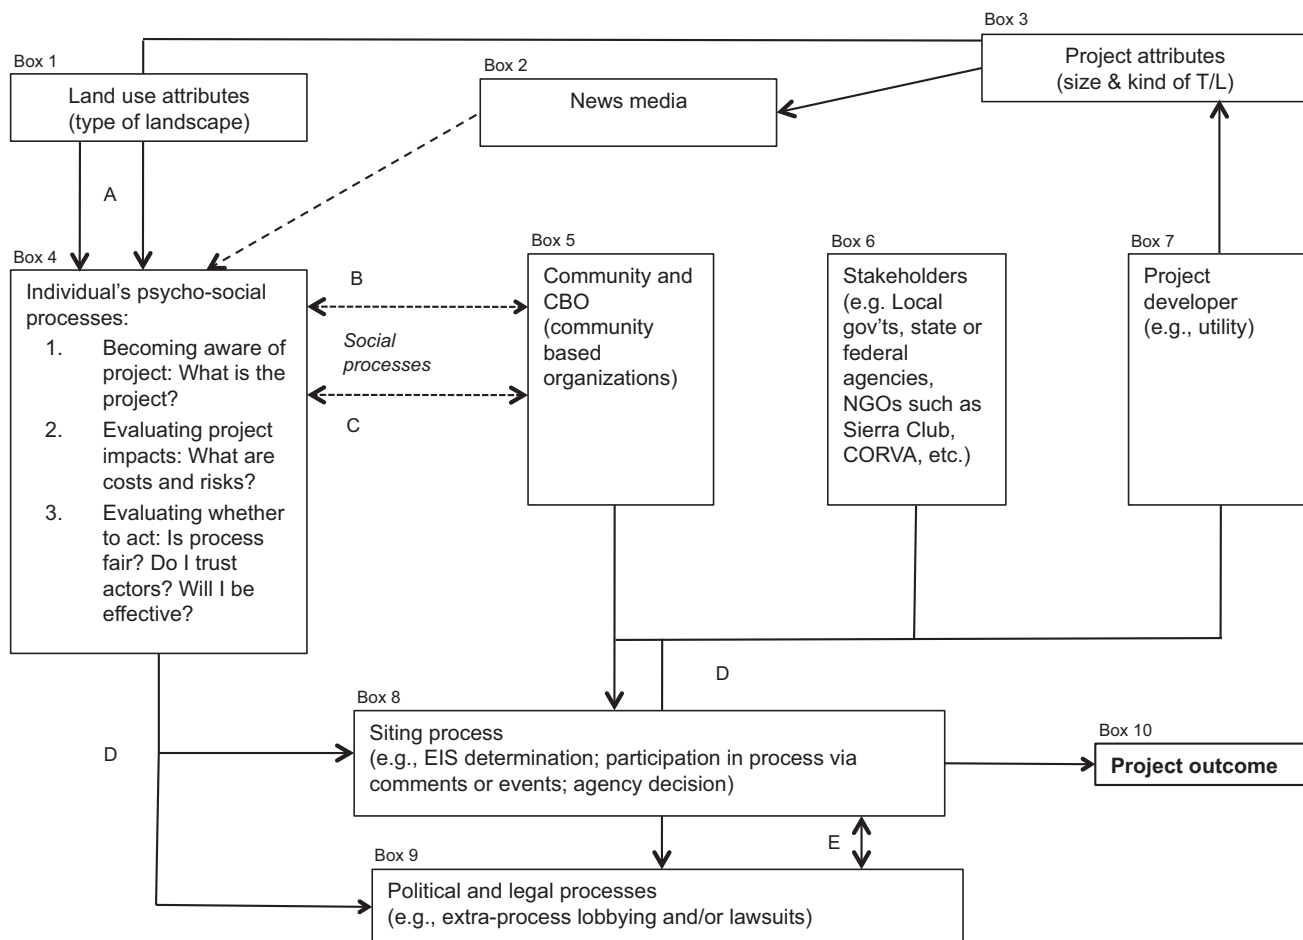 Box 3
Project attributes
(size & kind of T/L)
Box 1
Land use attributes
(type of landscape)
Box 2
News media
A
Box 4
Individual's psycho-social
processes:
1. Becoming aware of
project: What is the
project?
2. Evaluating project
impacts: What are
costs and risks?
3. Evaluating whether
to act: Is process
fair? Do I trust
actors? Will I be
effective?
B
Social
processes
C
Box 5
Community and
CBO
(community
based
organizations)
Box 6
Stakeholders
(e.g. Local
gov'ts, state or
federal
agencies,
NGOs such as
Sierra Club,
CORVA, etc.)
Box 7
Project
developer
(e.g., utility)
D
D
Box 8
Siting process
(e.g., EIS determination; participation in process via
comments or events; agency decision)
Box 10
Project outcome
E
Box 9
Political and legal processes
(e.g., extra-process lobbying and/or lawsuits)